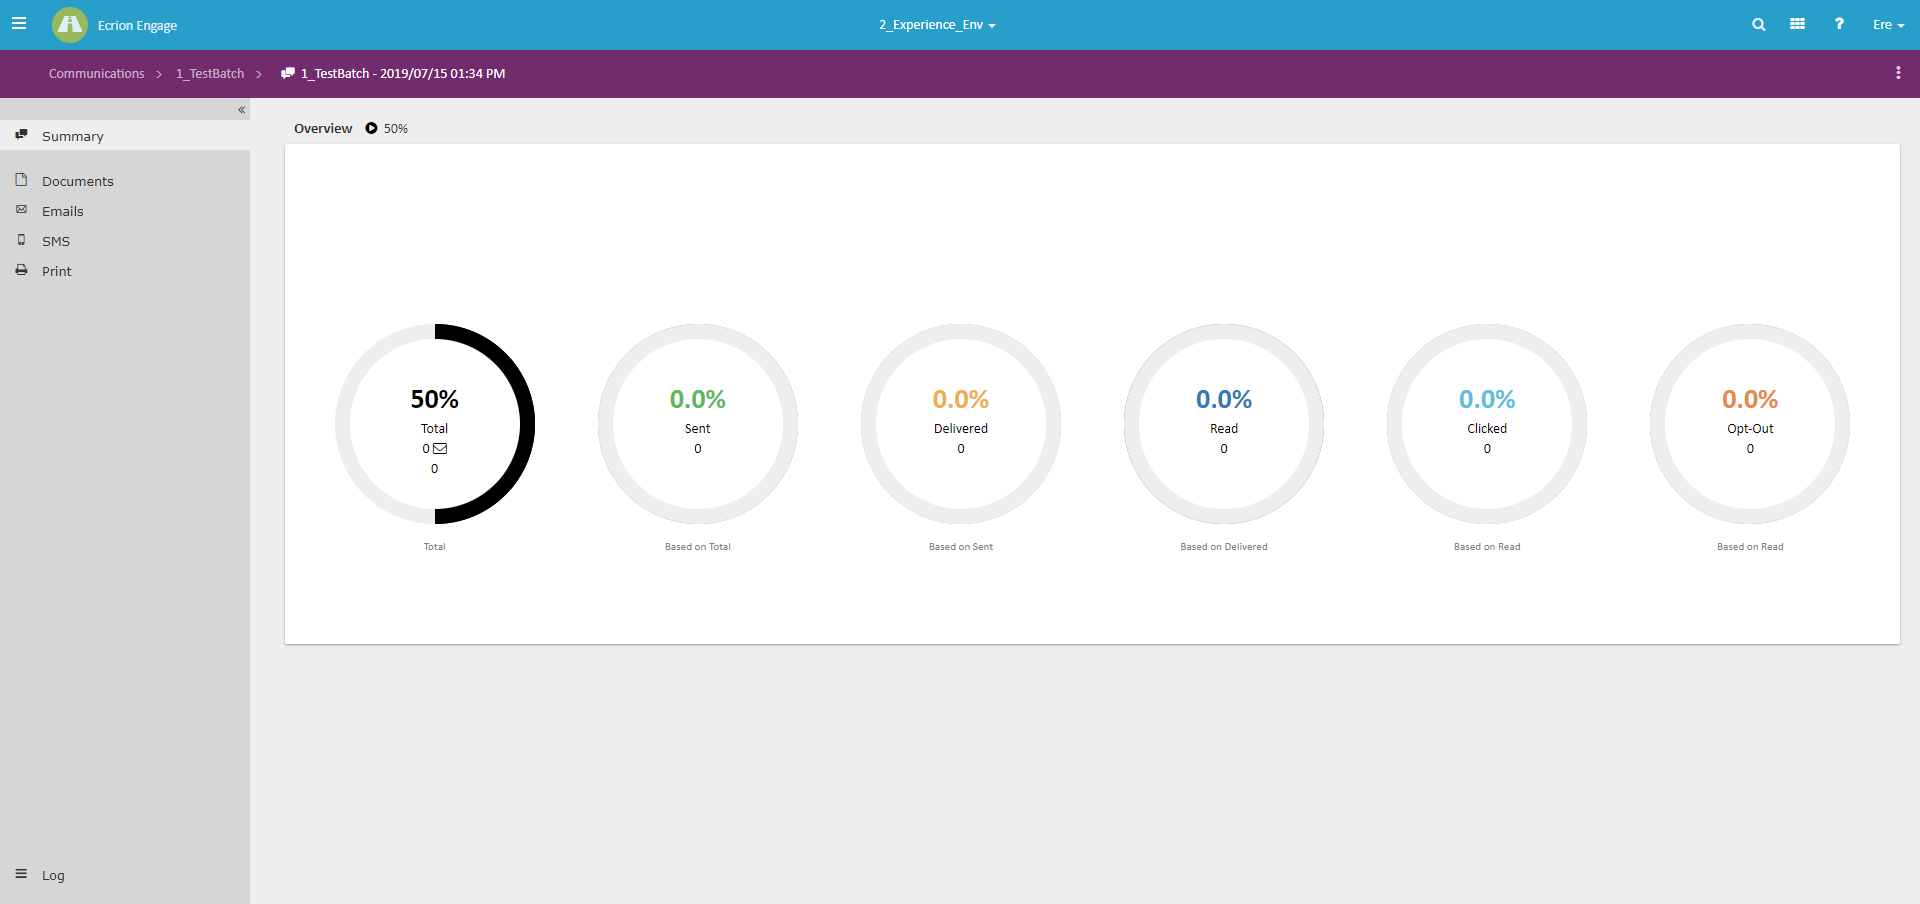 Ecrion Engage
2_Experience_Env
?
Ere
Communications > 1_TestBatch > 1_TestBatch - 2019/07/15 01:34 PM
«
Summary
Documents
Emails
SMS
Print
Log
Overview 50%
50%
Total
0
0
Total
0.0%
Sent
0
Based on Total
0.0%
Delivered
0
Based on Sent
0.0%
Read
0
Based on Delivered
0.0%
Clicked
0
Based on Read
0.0%
Opt-Out
0
Based on Read